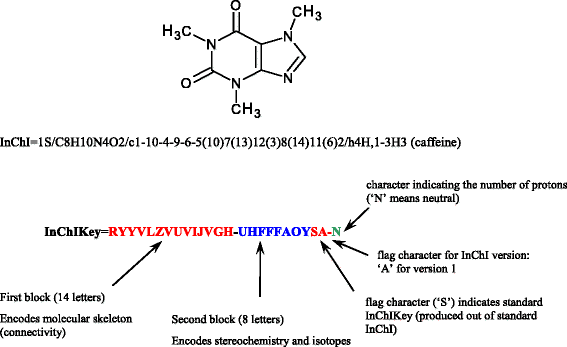 O
CH₃
H₃C
N
N
O
N
N
CH₃
InChI=1S/C8H10N4O2/c1-10-4-9-6-5(10)7(13)12(3)8(14)11(6)2/h4H,1-3H3 (caffeine)
character indicating the number of protons
('N' means neutral)
InChIKey=RYYVLZVUVIJVGH-UHFFFAOYSA-N
flag character for InChI version:
'A' for version 1
First block (14 letters)
Encodes molecular skeleton
(connectivity)
Second block (8 letters)
Encodes stereochemistry and isotopes
flag character ('S') indicates standard
InChIKey (produced out of standard
InChI)